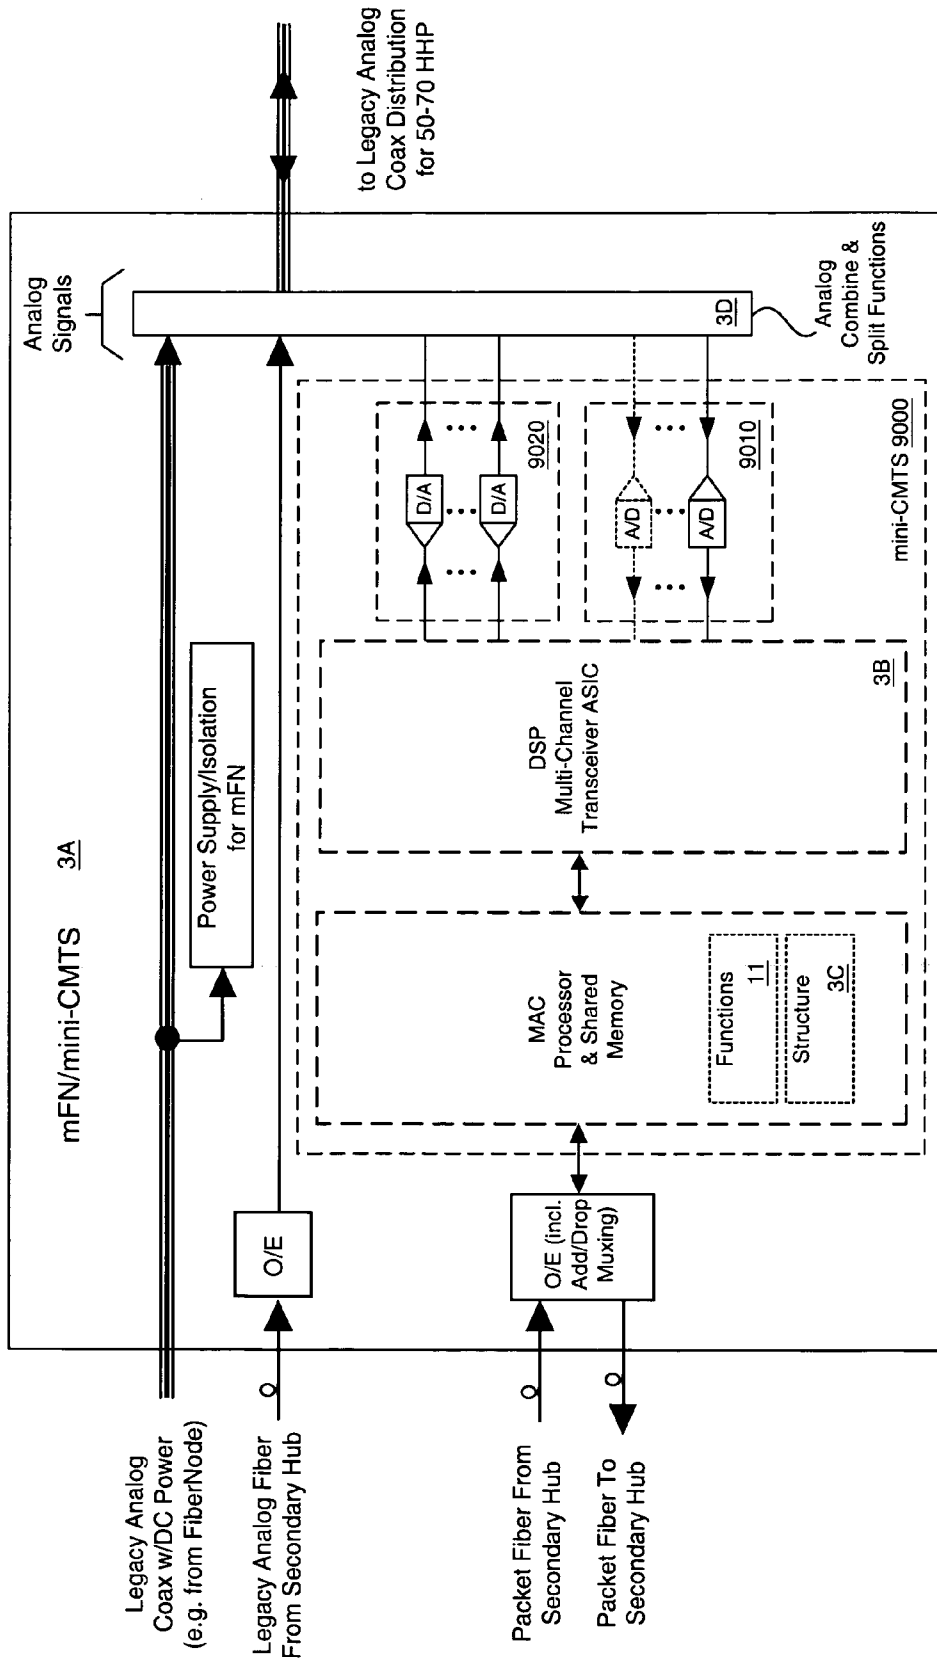 mFN/mini-CMTS 3A
Legacy Analog
Coax w/DC Power
(e.g. from FiberNode)
Legacy Analog Fiber
From Secondary Hub
Packet Fiber From
Secondary Hub
Packet Fiber To
Secondary Hub
Power Supply/Isolation
for mFN
O/E
O/E (incl.
Add/Drop
Muxing)
MAC
Processor
& Shared
Memory
Functions
11
Structure
3C
DSP
Multi-Channel
Transceiver ASIC
3B
D/A
D/A
9020
A/D
A/D
9010
mini-CMTS 9000
Analog
Signals
3D
Analog
Combine &
Split Functions
to Legacy Analog
Coax Distribution
for 50-70 HHP